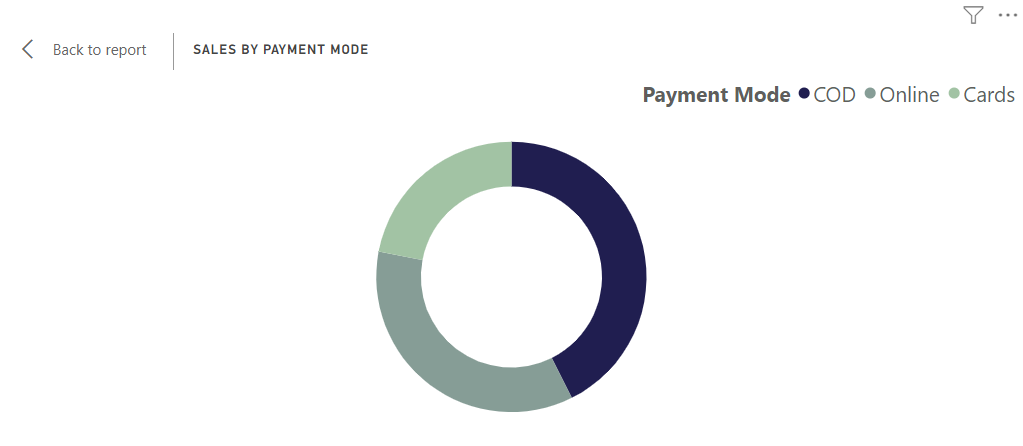 Back to report
SALES BY PAYMENT MODE
Payment Mode COD Online Cards